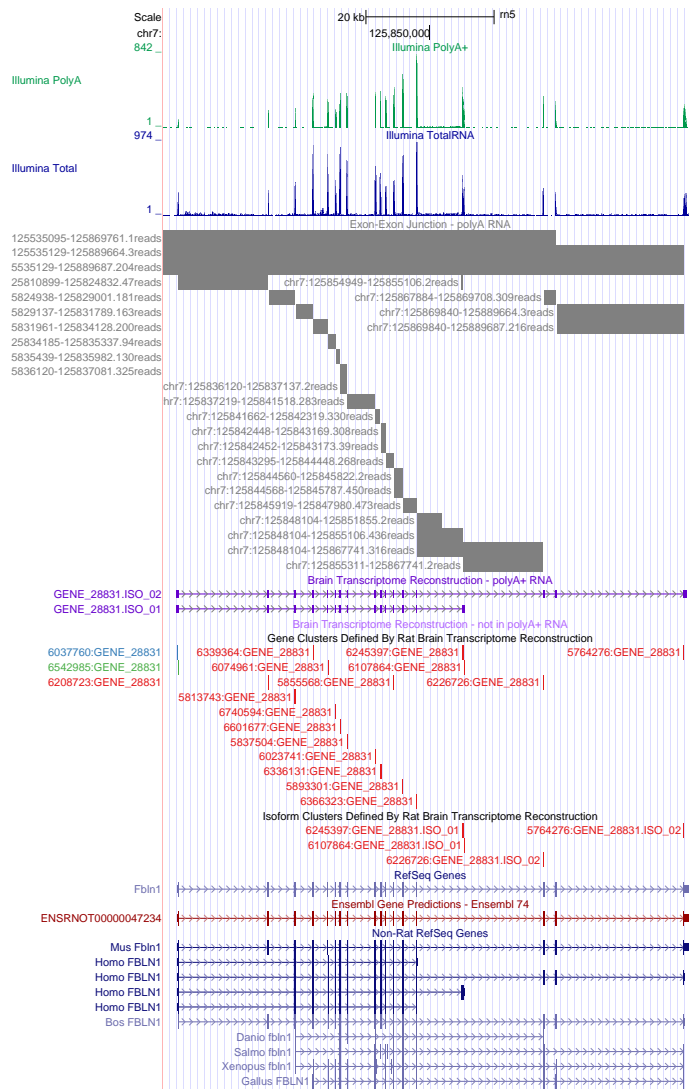 Scale 20 kb rn5
chr7: 125,850,000
842 _ Illumina PolyA+
Illumina PolyA
1 _
974 _ Illumina TotalRNA
Illumina Total
1 _
Exon-Exon Junction - polyA RNA
125535095-125869761.1reads
125535129-125889664.3reads
5535129-125889687.204reads
25810899-125824832.47reads chr7:125854949-125855106.2reads
5824938-125829001.181reads chr7:125867884-125869708.309reads
5829137-125831789.163reads chr7:125869840-125889664.3reads
5831961-125834128.200reads chr7:125869840-125889687.216reads
25834185-125835337.94reads
5835439-125835982.130reads
5836120-125837081.325reads
chr7:125836120-125837137.2reads
hr7:125837219-125841518.283reads
chr7:125841662-125842319.330reads
chr7:125842448-125843169.308reads
chr7:125842452-125843173.39reads
chr7:125843295-125844448.268reads
chr7:125844560-125845822.2reads
chr7:125844568-125845787.450reads
chr7:125845919-125847980.473reads
chr7:125848104-125851855.2reads
chr7:125848104-125855106.436reads
chr7:125848104-125867741.316reads
chr7:125855311-125867741.2reads
Brain Transcriptome Reconstruction - polyA+ RNA
GENE_28831.ISO_02
GENE_28831.ISO_01
Brain Transcriptome Reconstruction - not in polyA+ RNA
Gene Clusters Defined By Rat Brain Transcriptome Reconstruction
6037760:GENE_28831 6339364:GENE_28831 6245397:GENE_28831 5764276:GENE_28831
6542985:GENE_28831 6074961:GENE_28831 6107864:GENE_28831
6208723:GENE_28831 5855568:GENE_28831 6226726:GENE_28831
5813743:GENE_28831
6740594:GENE_28831
6601677:GENE_28831
5837504:GENE_28831
6023741:GENE_28831
6336131:GENE_28831
5893301:GENE_28831
6366323:GENE_28831
Isoform Clusters Defined By Rat Brain Transcriptome Reconstruction
6245397:GENE_28831.ISO_01 5764276:GENE_28831.ISO_02
6107864:GENE_28831.ISO_01
6226726:GENE_28831.ISO_02
RefSeq Genes
Fbln1
Ensembl Gene Predictions - Ensembl 74
ENSRNOT00000047234
Non-Rat RefSeq Genes
Mus Fbln1
Homo FBLN1
Homo FBLN1
Homo FBLN1
Homo FBLN1
Bos FBLN1
Danio fbln1
Salmo fbln1
Xenopus fbln1
Gallus FBLN1